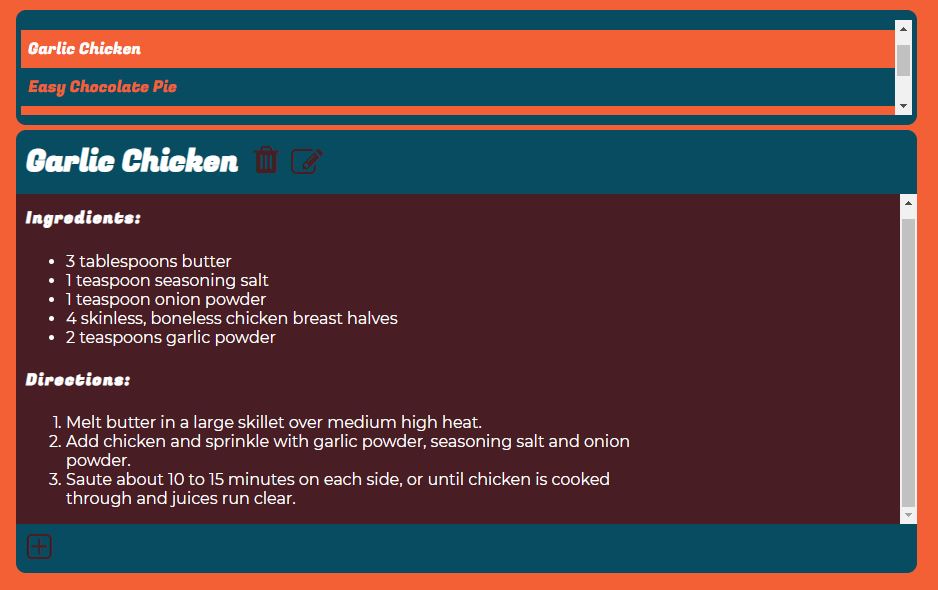 Garlic Chicken
Easy Chocolate Pie
Garlic Chicken
Ingredients:
• 3 tablespoons butter
• 1 teaspoon seasoning salt
• 1 teaspoon onion powder
• 4 skinless, boneless chicken breast halves
• 2 teaspoons garlic powder
Directions:
1. Melt butter in a large skillet over medium high heat.
2. Add chicken and sprinkle with garlic powder, seasoning salt and onion
powder.
3. Saute about 10 to 15 minutes on each side, or until chicken is cooked
through and juices run clear.